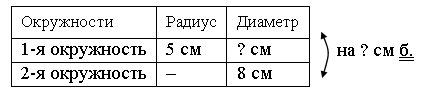 Окружности Радиус Диаметр
1-я окружность 5 см ? см
2-я окружность – 8 см
на ? см б.